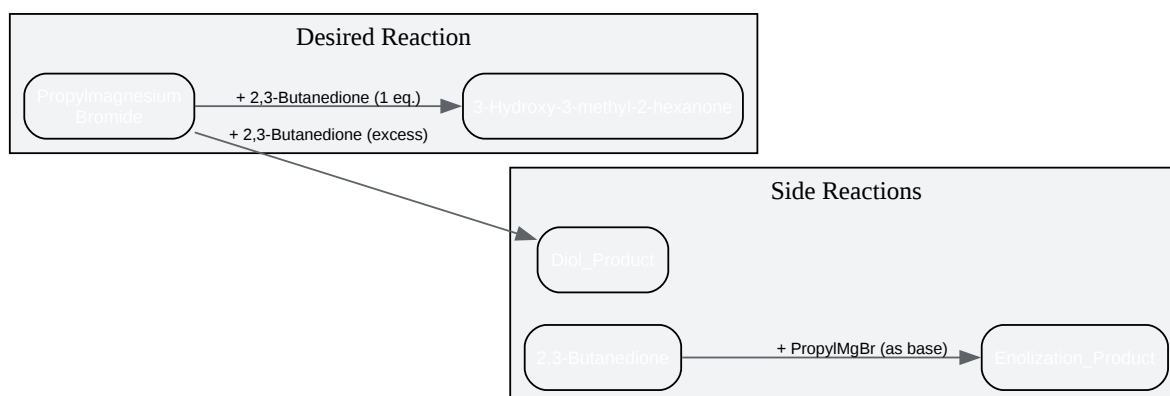 Desired Reaction
Propylmagnesium
Bromide
+ 2,3-Butanedione (1 eq.)
3-Hydroxy-3-methyl-2-hexanone
+ 2,3-Butanedione (excess)
Side Reactions
Diol_Product
2,3-Butanedione
+ PropylMgBr (as base)
Enolization_Product